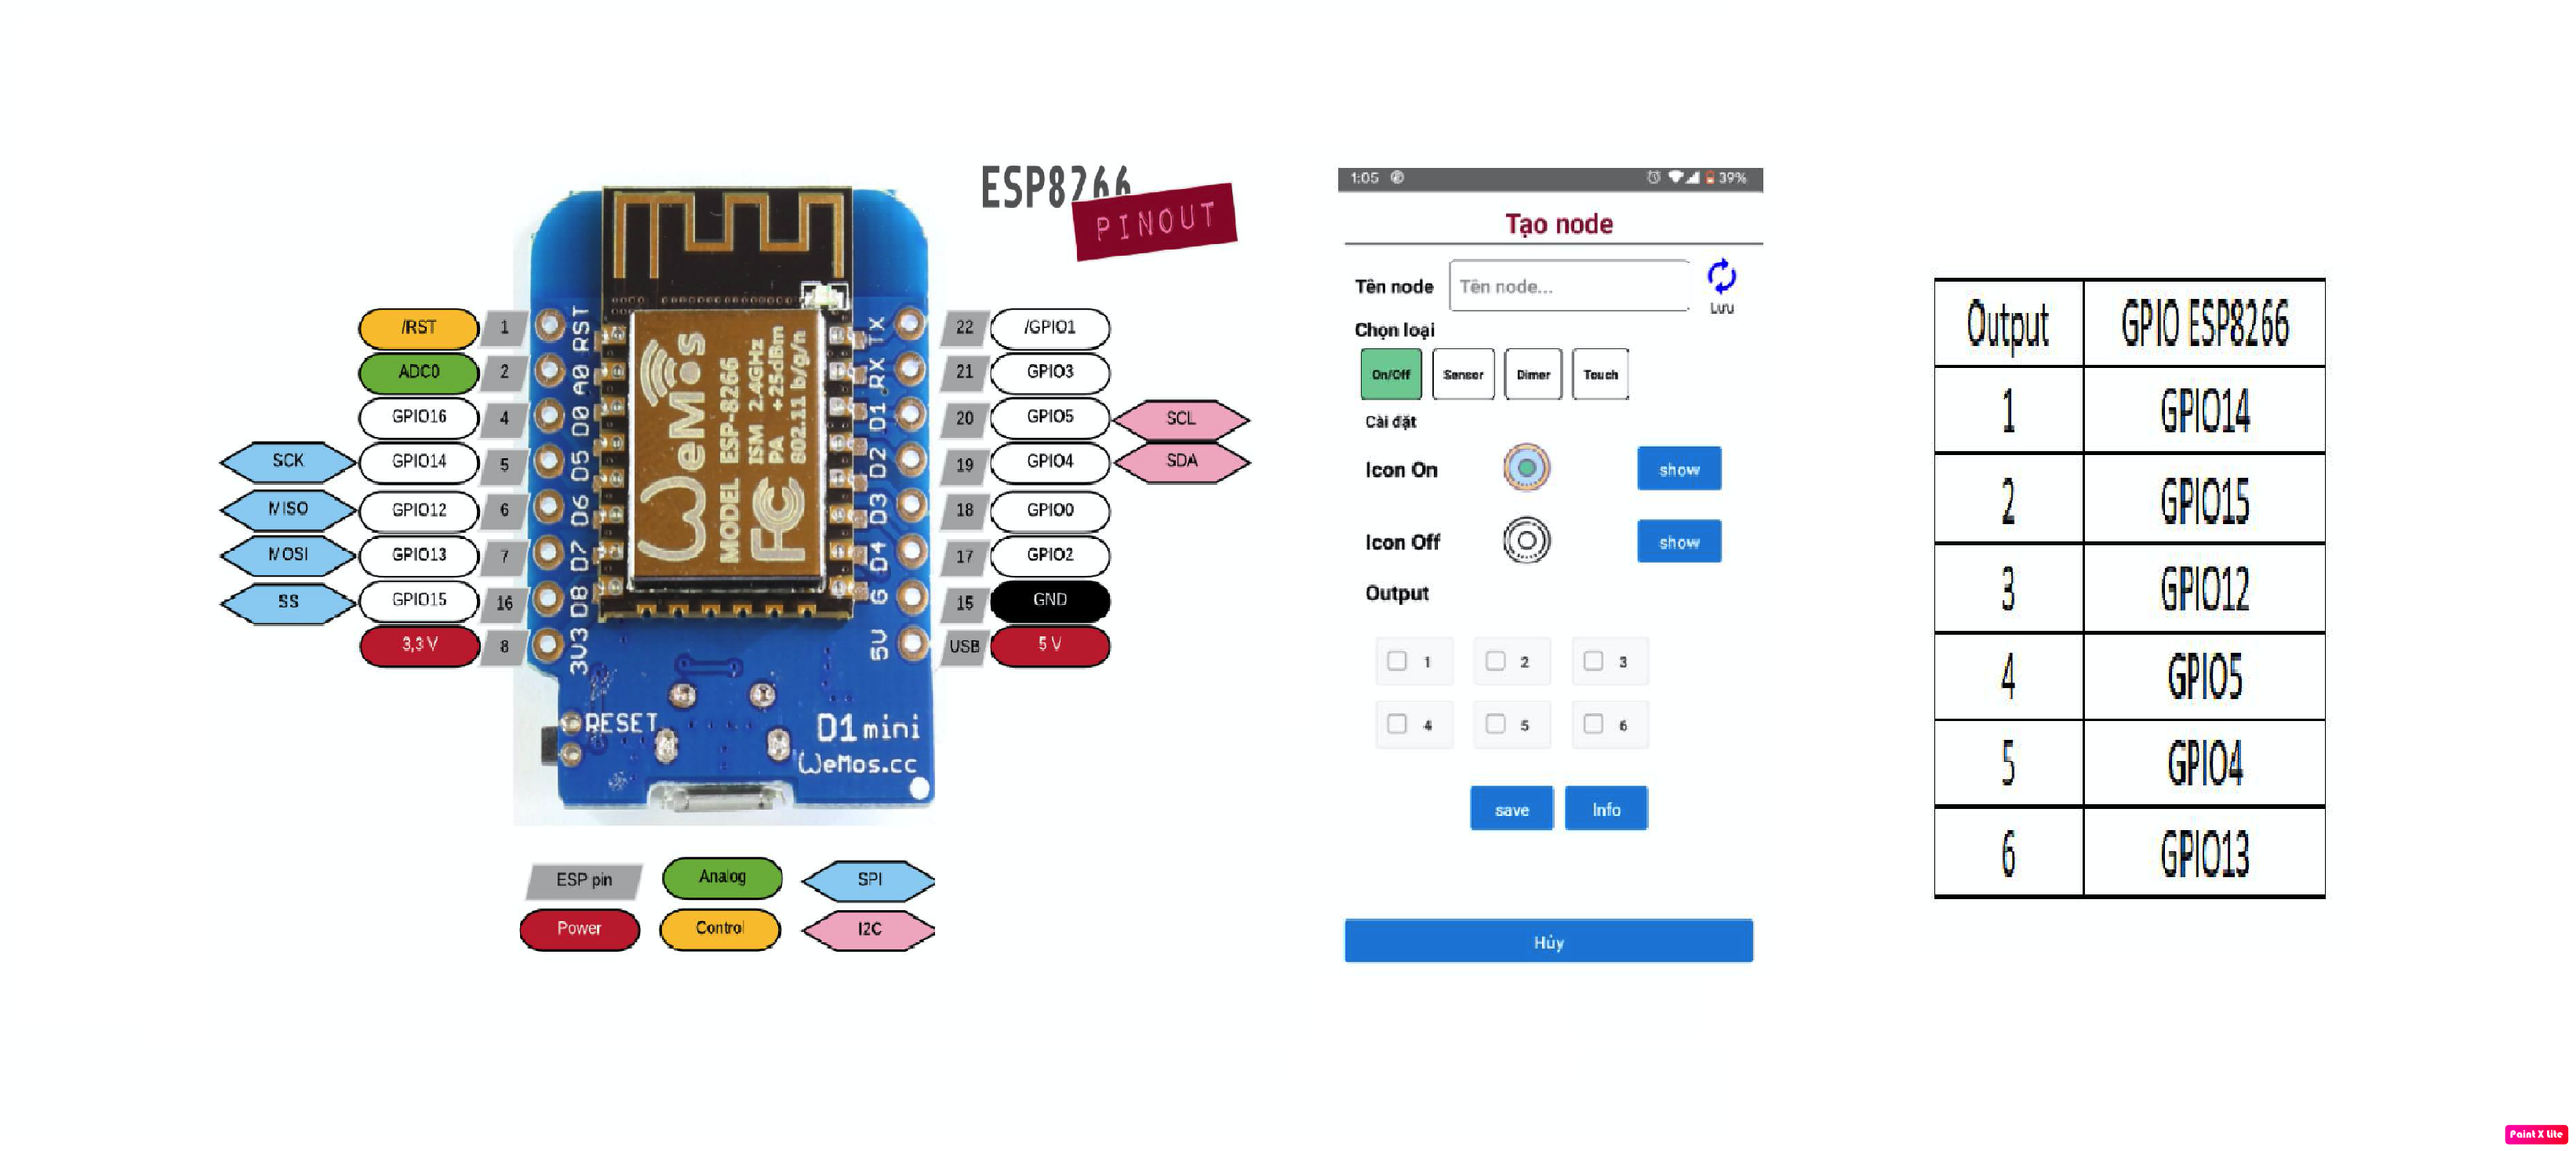 ESP8266
PINOUT
/RST 1 RST TX 22 /GPIO1
ADC0 2 A0 RX 21 GPIO3
GPIO16 4 D0 D1 20 GPIO5 SCL
SCK GPIO14 5 D5 D2 19 GPIO4 SDA
MISO GPIO12 6 D6 D3 18 GPIO0
MOSI GPIO13 7 D7 D4 17 GPIO2
SS GPIO15 16 D8 G 15 GND
3,3 V 8 3V3 5V USB 5 V
WeMos
MODEL ESP-8266
ISM 2.4GHz
PA +25dBm
802.11 b/g/n
FC
RESET
D1 mini
WeMos.cc
ESP pin Analog SPI
Power Control I2C
1:05 39%
Tạo node
Tên node Tên node...
Lưu
Chọn loại
On/Off Sensor Dimer Touch
Cài đặt
Icon On show
Icon Off show
Output
1 2 3
4 5 6
save Info
Hủy
Output GPIO ESP8266
1 GPIO14
2 GPIO15
3 GPIO12
4 GPIO5
5 GPIO4
6 GPIO13
Paint X Lite